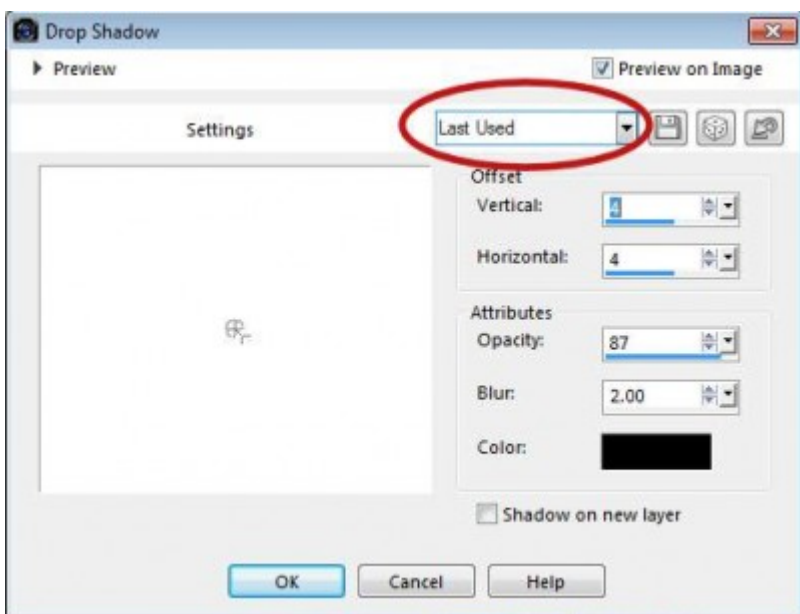 Drop Shadow
Preview
Preview on Image
Settings
Last Used
Offset
Vertical: 4
Horizontal: 4
Attributes
Opacity: 87
Blur: 2.00
Color:
Shadow on new layer
OK Cancel Help